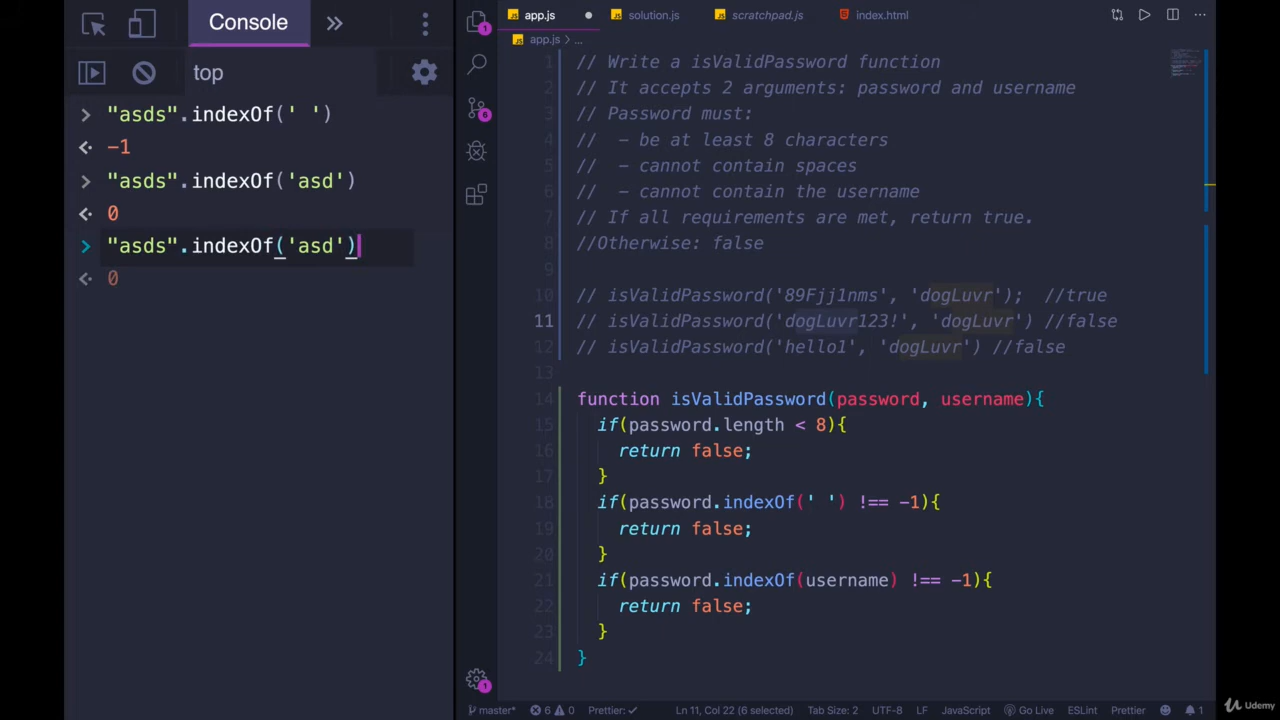 Console
top
"asds".indexOf(' ')
-1
"asds".indexOf('asd')
0
"asds".indexOf('asd')
0
app.js
solution.js
scratchpad.js
index.html
app.js > ...
1 // Write a isValidPassword function
2 // It accepts 2 arguments: password and username
3 // Password must:
4 //  - be at least 8 characters
5 //  - cannot contain spaces
6 //  - cannot contain the username
7 // If all requirements are met, return true.
8 //Otherwise: false
9
10 // isValidPassword('89Fjj1nms', 'dogLuvr');  //true
11 // isValidPassword('dogLuvr123!', 'dogLuvr') //false
12 // isValidPassword('hello1', 'dogLuvr') //false
13
14 function isValidPassword(password, username){
15 if(password.length < 8){
16 return false;
17 }
18 if(password.indexOf(' ') !== -1){
19 return false;
20 }
21 if(password.indexOf(username) !== -1){
22 return false;
23 }
24 }
1
6
1
master* 6 0 Prettier: ✓ Ln 11, Col 22 (6 selected) Tab Size: 2 UTF-8 LF JavaScript Go Live ESLint Prettier 1
Udemy